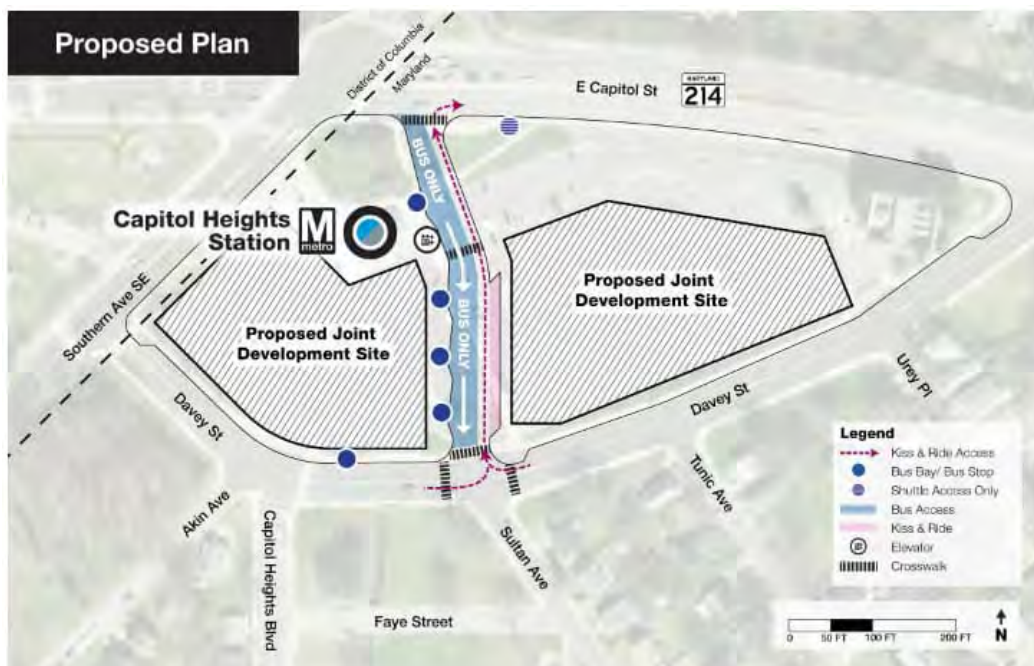 Proposed Plan
District of Columbia
Maryland
E Capitol St
MARYLAND
214
BUS ONLY
Capitol Heights
Station
M
metro
Southern Ave SE
Proposed Joint
Development Site
BUS ONLY
Proposed Joint
Development Site
Davey St
Davey St
Urey Pl
Akin Ave
Capitol Heights Blvd
Sultan Ave
Tunic Ave
Faye Street
Legend
Kiss & Ride Access
Bus Bay/ Bus Stop
Shuttle Access Only
Bus Access
Kiss & Ride
Elevator
Crosswalk
0 50 FT 100 FT 200 FT
N